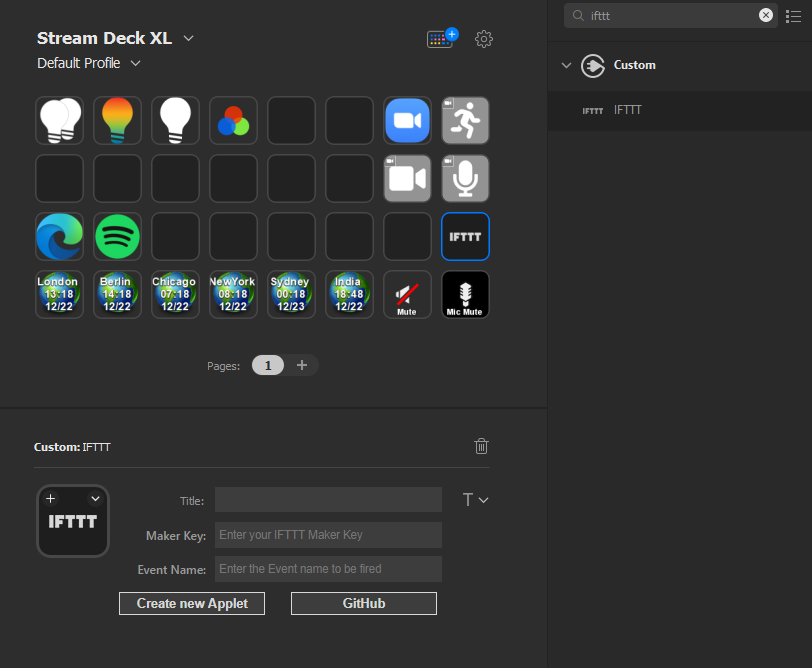 Stream Deck XL
Default Profile
IFTTT
London
13:18
12/22
Berlin
14:18
12/22
Chicago
07:18
12/22
NewYork
08:18
12/22
Sydney
00:18
12/23
India
18:48
12/22
Mute
Mic Mute
Pages: 1 +
Custom: IFTTT
IFTTT
Title:
T
Maker Key: Enter your IFTTT Maker Key
Event Name: Enter the Event name to be fired
Create new Applet
GitHub
ifttt
Custom
IFTTT IFTTT